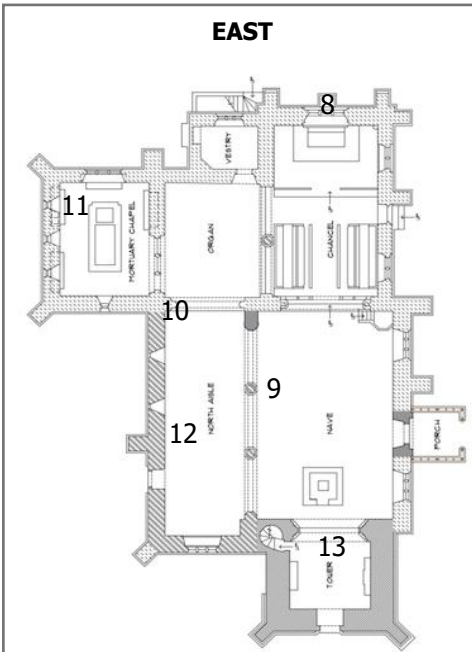 EAST
8
VESTRY
11
MORTUARY CHAPEL
ORGAN
CHANCEL
10
9
NORTH AISLE
NAVE
12
PORCH
13
TOWER